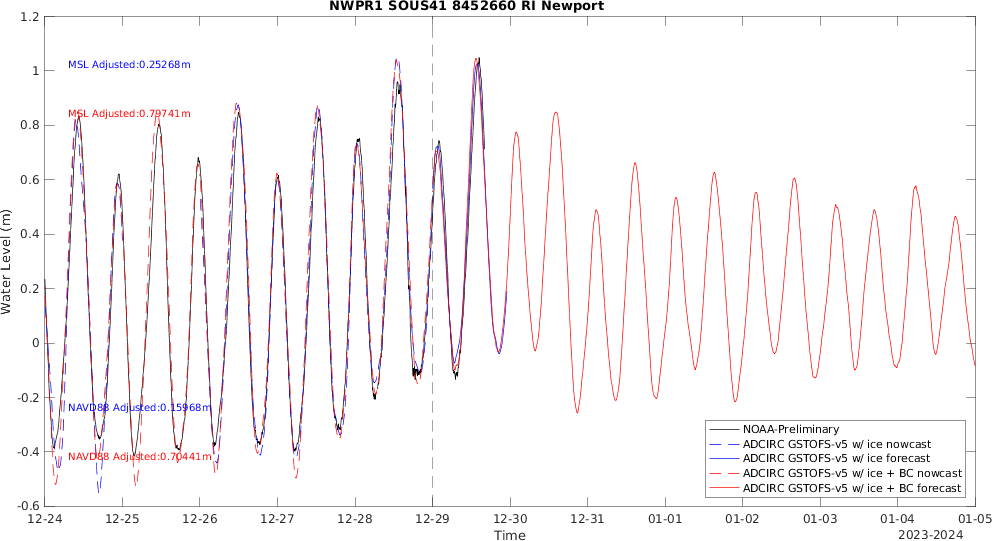 NWPR1 SOUS41 8452660 RI Newport
1.2
1
0.8
0.6
0.4
0.2
0
-0.2
-0.4
-0.6
Water Level (m)
MSL Adjusted:0.25268m
MSL Adjusted:0.79741m
NAVD88 Adjusted:0.15968m
NAVD88 Adjusted:0.70441m
NOAA-Preliminary
ADCIRC GSTOFS-v5 w/ ice nowcast
ADCIRC GSTOFS-v5 w/ ice forecast
ADCIRC GSTOFS-v5 w/ ice + BC nowcast
ADCIRC GSTOFS-v5 w/ ice + BC forecast
12-24 12-25 12-26 12-27 12-28 12-29 12-30 12-31 01-01 01-02 01-03 01-04 01-05
Time
2023-2024